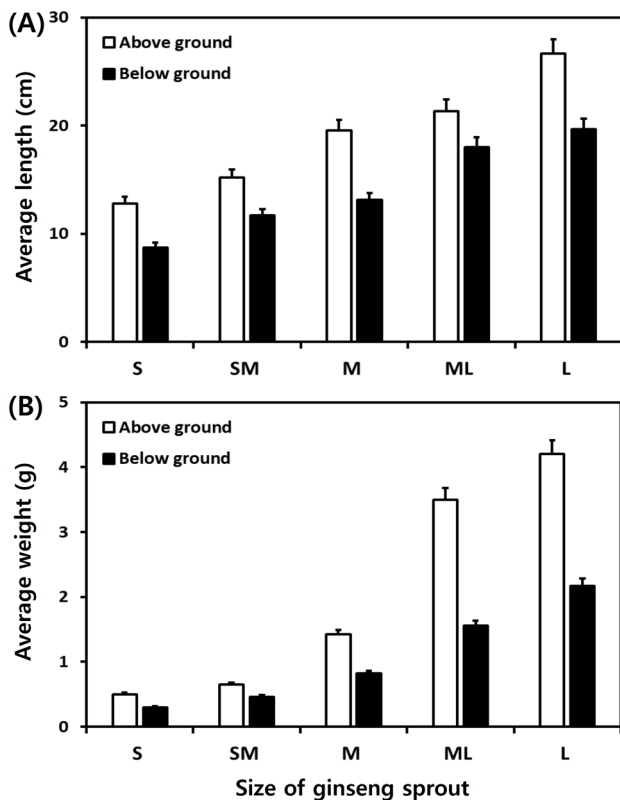 (A)
Average length (cm)
30
20
10
0
Above ground
Below ground
S SM M ML L
(B)
Average weight (g)
5
4
3
2
1
0
Above ground
Below ground
S SM M ML L
Size of ginseng sprout